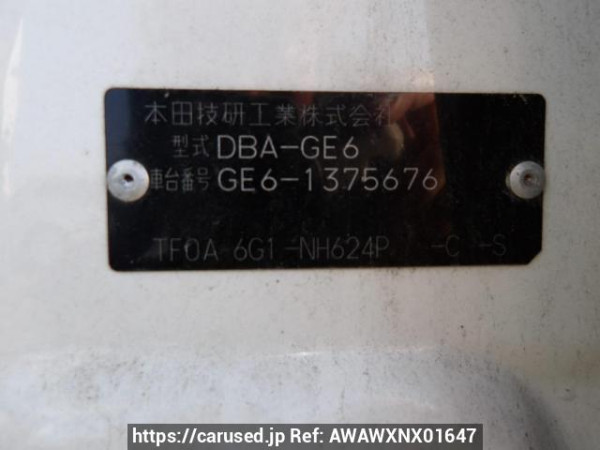 本田技研工業株式会社
型式 DBA-GE6
車台番号 GE6-1375676
TF0A-6G1-NH624P -C -S
https://carused.jp Ref: AWAWXNX01647